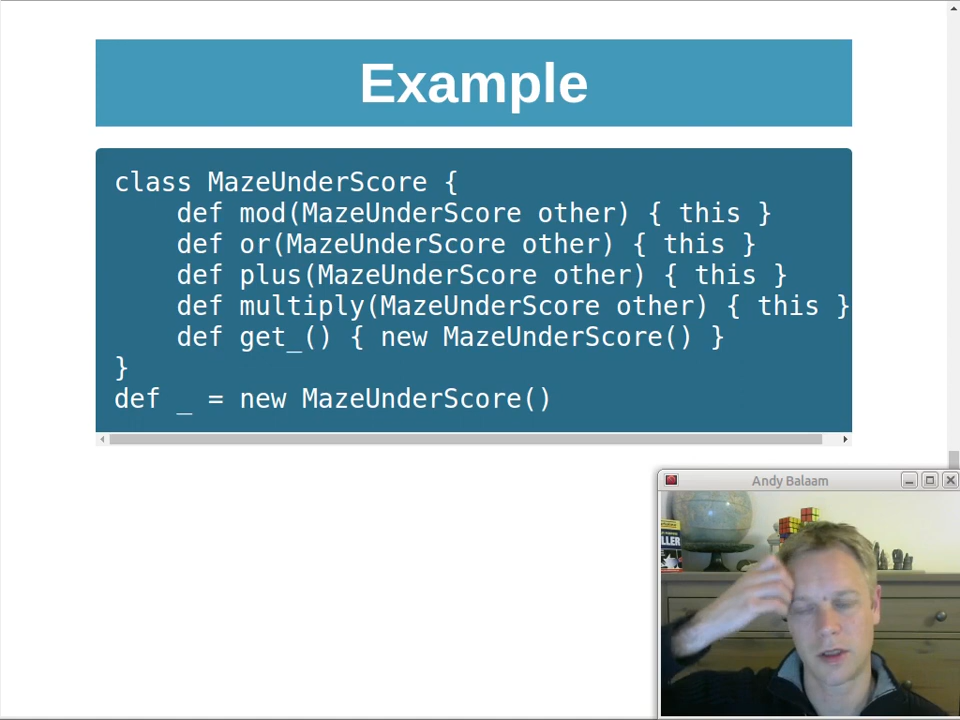 Example
class MazeUnderScore {
    def mod(MazeUnderScore other) { this }
    def or(MazeUnderScore other) { this }
    def plus(MazeUnderScore other) { this }
    def multiply(MazeUnderScore other) { this }
    def get_() { new MazeUnderScore() }
}
def _ = new MazeUnderScore()
Andy Balaam
LLER